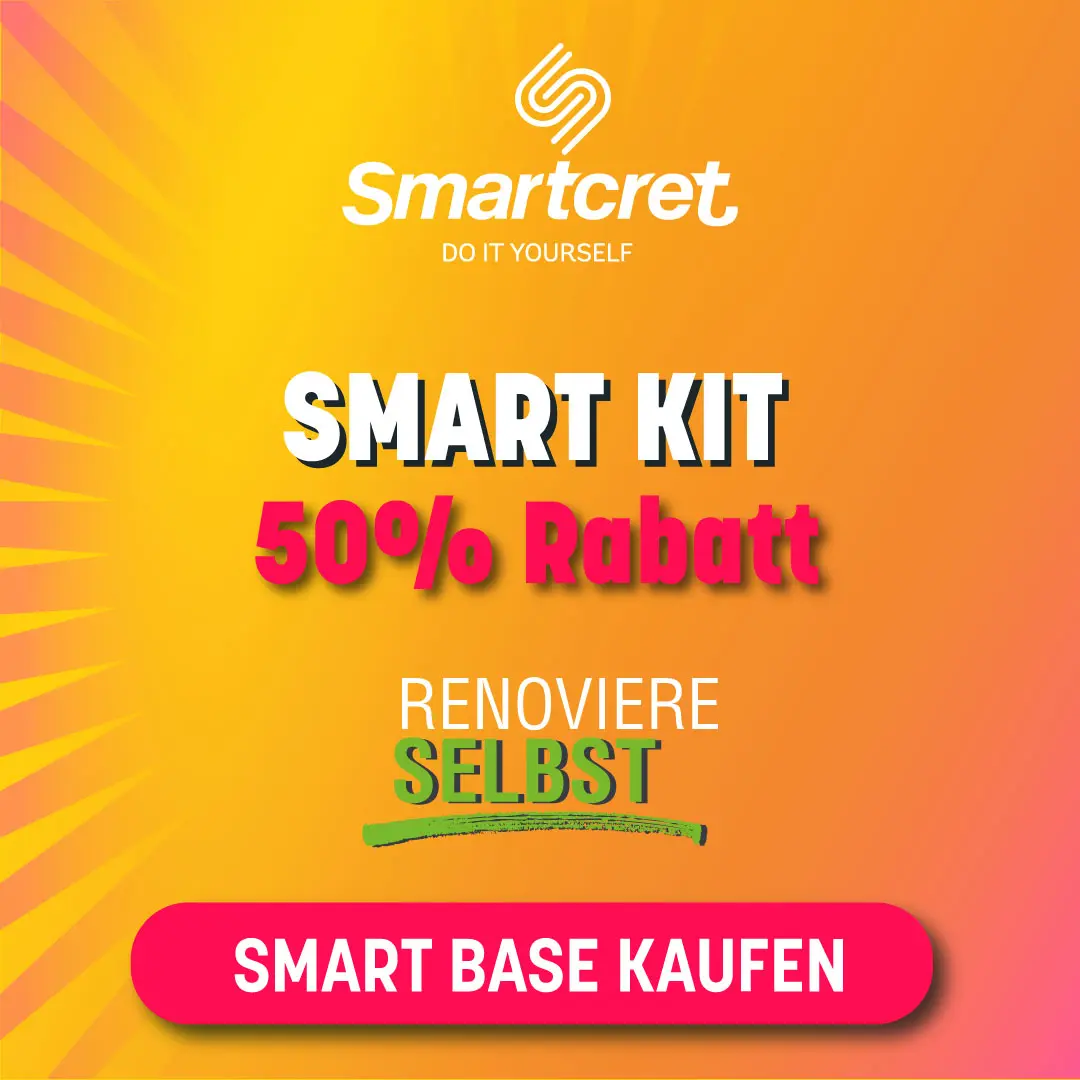 Smartcret
DO IT YOURSELF
SMART KIT
50% Rabatt
RENOVIERE
SELBST
SMART BASE KAUFEN